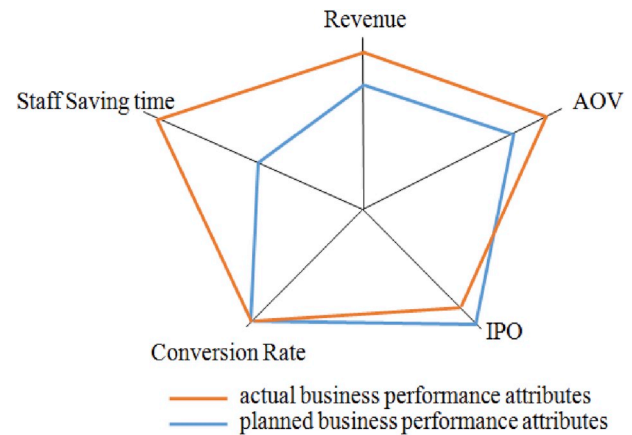 Revenue
Staff Saving time
AOV
IPO
Conversion Rate
actual business performance attributes
planned business performance attributes